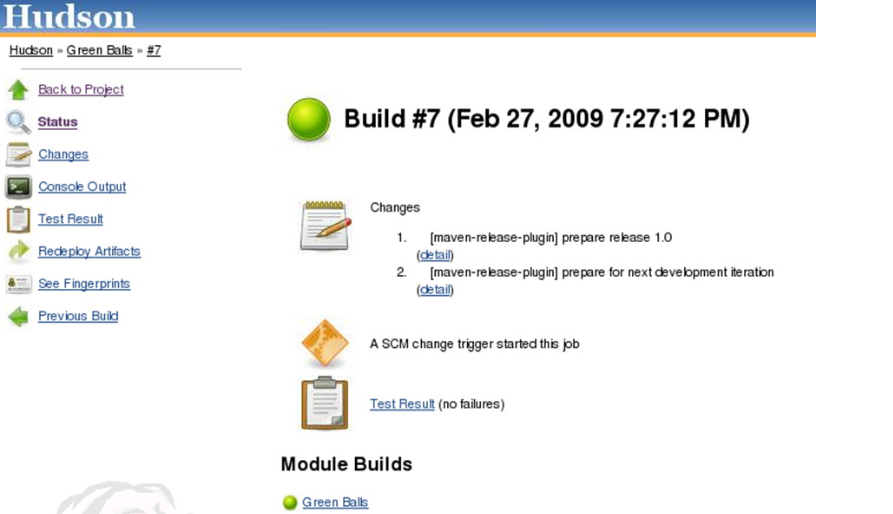 Hudson
Hudson » Green Balls » #7
Back to Project
Status
Changes
Console Output
Test Result
Redeploy Artifacts
See Fingerprints
Previous Build
Build #7 (Feb 27, 2009 7:27:12 PM)
Changes
1. [maven-release-plugin] prepare release 1.0
(detail)
2. [maven-release-plugin] prepare for next development iteration
(detail)
A SCM change trigger started this job
Test Result (no failures)
Module Builds
Green Balls